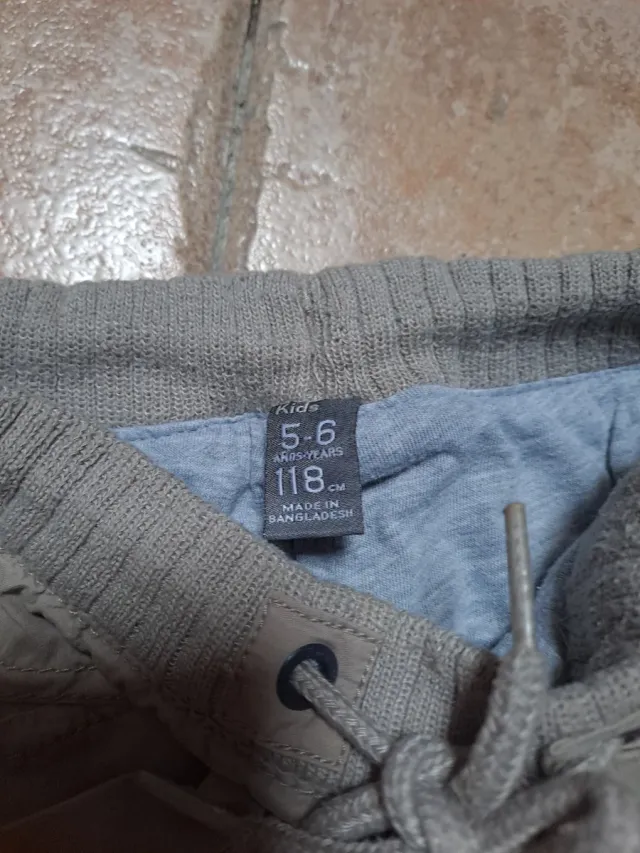 Kids
5-6
AÑOS·YEARS
118 CM
MADE IN
BANGLADESH